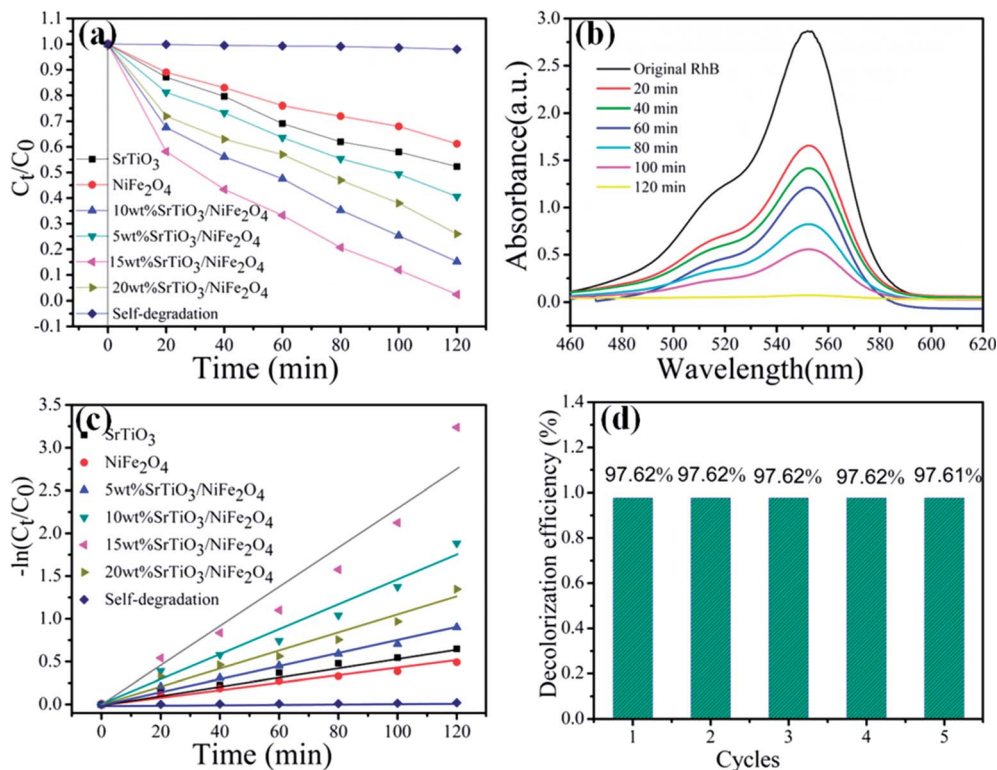 (a)
Ct/C0
1.0
0.9
0.8
0.7
0.6
0.5
0.4
0.3
0.2
0.1
0.0
-0.1
SrTiO3
NiFe2O4
10wt%SrTiO3/NiFe2O4
5wt%SrTiO3/NiFe2O4
15wt%SrTiO3/NiFe2O4
20wt%SrTiO3/NiFe2O4
Self-degradation
0 20 40 60 80 100 120
Time (min)
(b)
Absorbance(a.u.)
3.0
2.5
2.0
1.5
1.0
0.5
0.0
Original RhB
20 min
40 min
60 min
80 min
100 min
120 min
460 480 500 520 540 560 580 600 620
Wavelength(nm)
(c)
-ln(Ct/C0)
3.5
3.0
2.5
2.0
1.5
1.0
0.5
0.0
SrTiO3
NiFe2O4
5wt%SrTiO3/NiFe2O4
10wt%SrTiO3/NiFe2O4
15wt%SrTiO3/NiFe2O4
20wt%SrTiO3/NiFe2O4
Self-degradation
0 20 40 60 80 100 120
Time (min)
(d)
Decolorization efficiency (%)
1.4
1.2
1.0
0.8
0.6
0.4
0.2
0.0
97.62% 97.62% 97.62% 97.62% 97.61%
1 2 3 4 5
Cycles